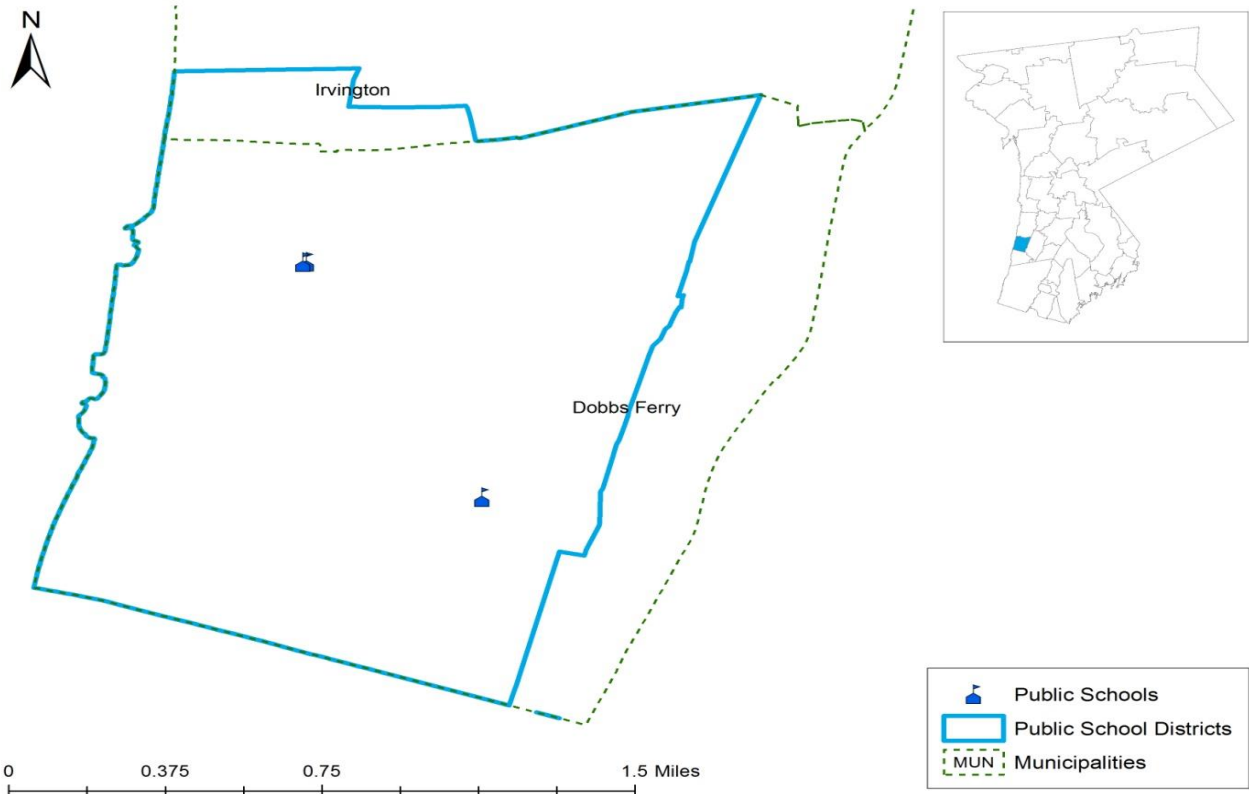 N
Irvington
Dobbs Ferry
Public Schools
Public School Districts
MUN Municipalities
0 0.375 0.75 1.5 Miles